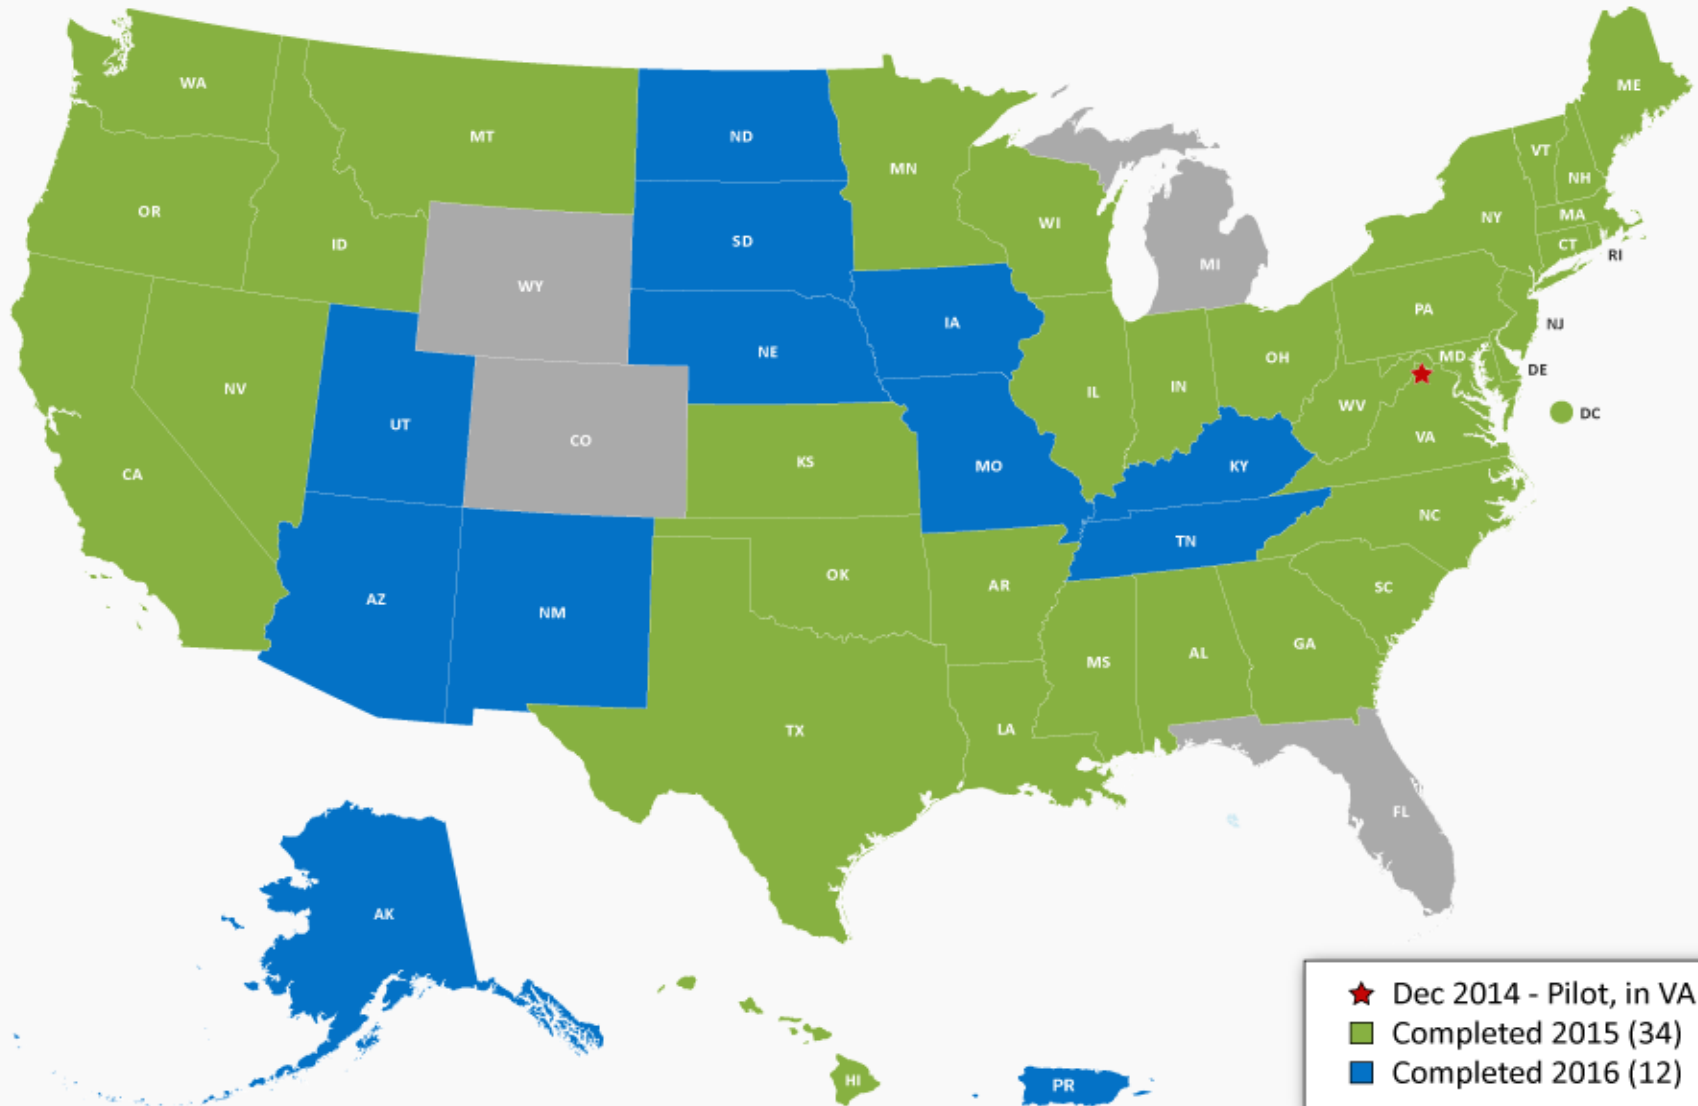 WA
MT
ND
ME
MN
VT
NH
OR
ID
SD
WI
NY
MA
CT
RI
WY
MI
PA
NJ
IA
NE
OH
MD
DE
NV
IN
IL
WV
DC
UT
CO
VA
CA
KS
MO
KY
NC
TN
OK
AR
SC
AZ
NM
GA
AL
MS
TX
LA
FL
AK
HI
PR
Dec 2014 - Pilot, in VA
Completed 2015 (34)
Completed 2016 (12)